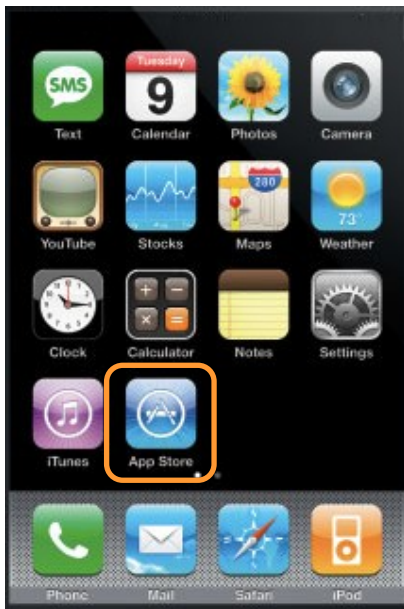 SMS
Tuesday
9
Text Calendar Photos Camera
280
73°
YouTube Stocks Maps Weather
Clock Calculator Notes Settings
iTunes App Store
Phone Mail Safari iPod